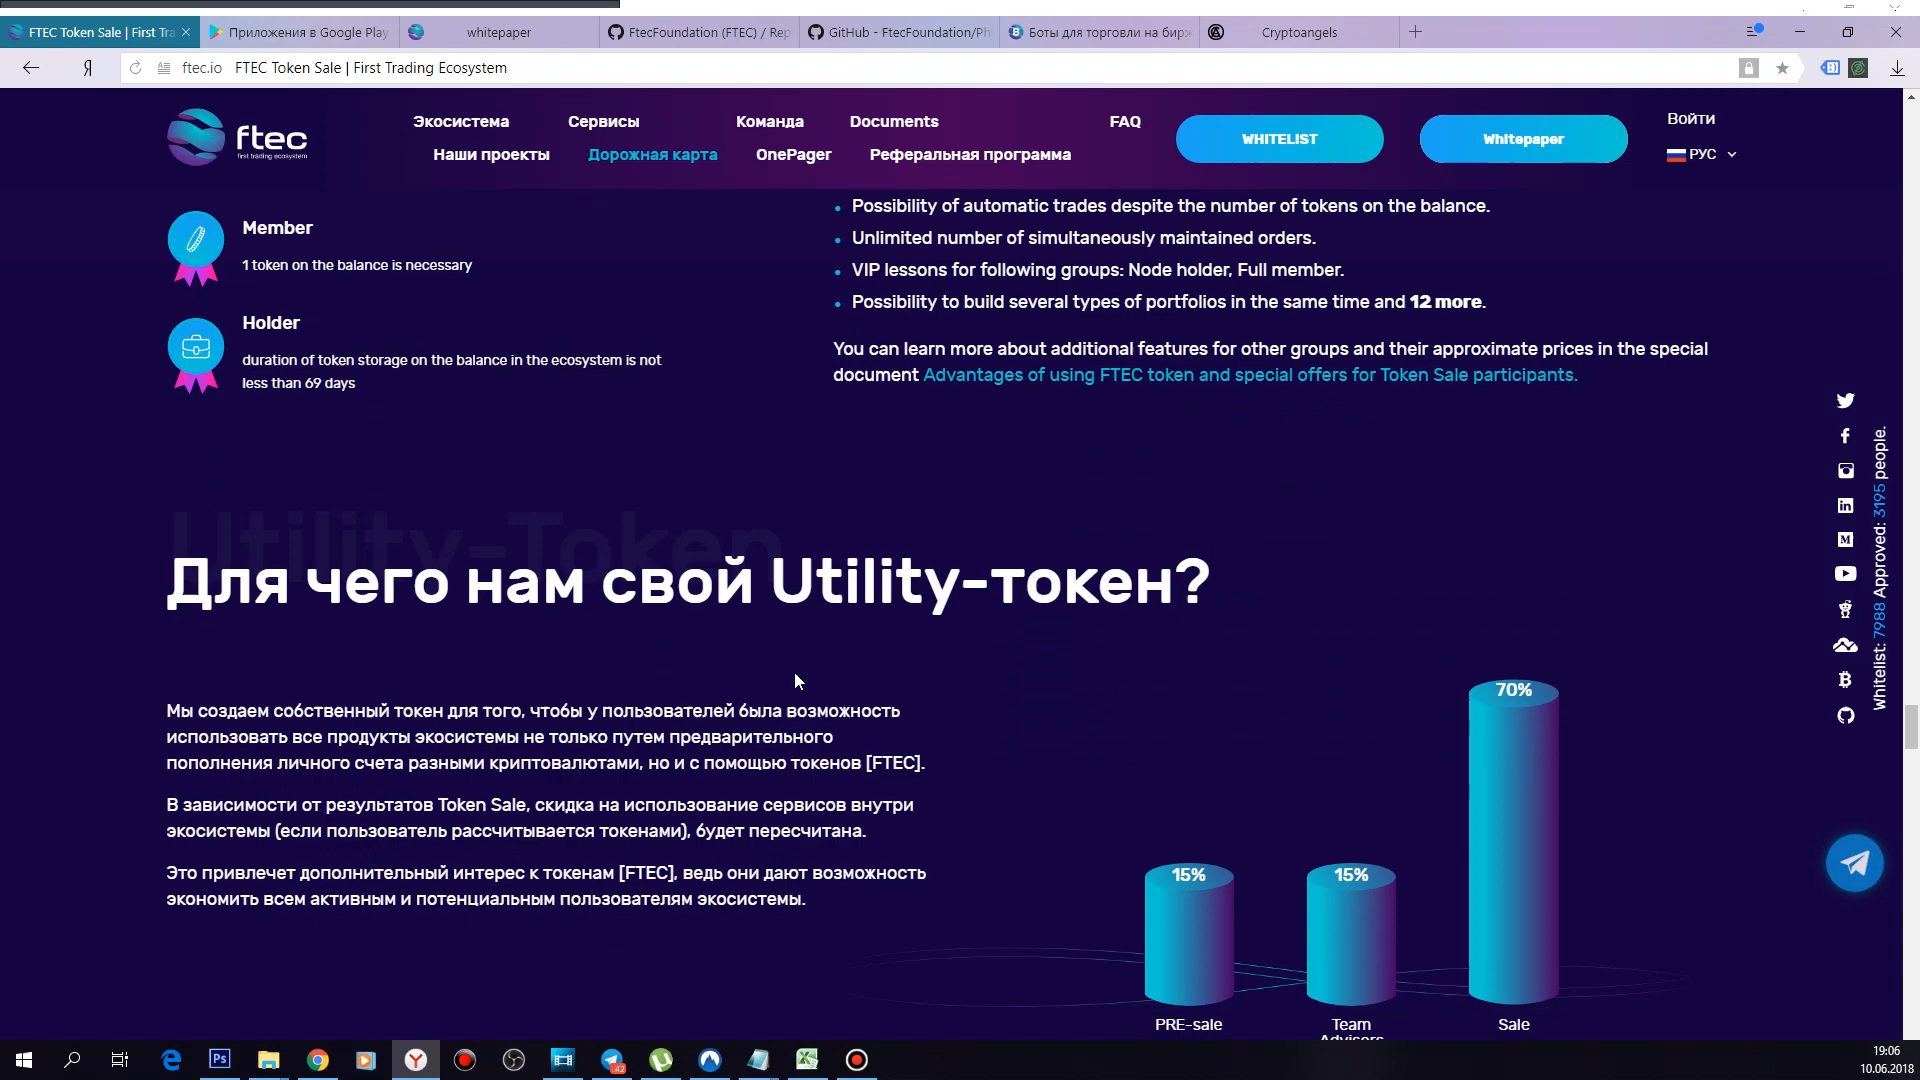 FTEC Token Sale | First Tra
Приложения в Google Play
whitepaper
FtecFoundation (FTEC) / Rep
GitHub - FtecFoundation/Ph
Боты для торговли на бирж
Cryptoangels
ftec.io FTEC Token Sale | First Trading Ecosystem
ftec
first trading ecosystem
Экосистема Сервисы Команда Documents FAQ
Наши проекты Дорожная карта OnePager Реферальная программа
WHITELIST
Whitepaper
Войти
РУС
Member
1 token on the balance is necessary
Holder
duration of token storage on the balance in the ecosystem is not
less than 69 days
Possibility of automatic trades despite the number of tokens on the balance.
Unlimited number of simultaneously maintained orders.
VIP lessons for following groups: Node holder, Full member.
Possibility to build several types of portfolios in the same time and 12 more.
You can learn more about additional features for other groups and their approximate prices in the special
document Advantages of using FTEC token and special offers for Token Sale participants.
Utility-Token
Для чего нам свой Utility-токен?
Мы создаем собственный токен для того, чтобы у пользователей была возможность
использовать все продукты экосистемы не только путем предварительного
пополнения личного счета разными криптовалютами, но и с помощью токенов [FTEC].
В зависимости от результатов Token Sale, скидка на использование сервисов внутри
экосистемы (если пользователь рассчитывается токенами), будет пересчитана.
Это привлечет дополнительный интерес к токенам [FTEC], ведь они дают возможность
экономить всем активным и потенциальным пользователям экосистемы.
15%
15%
70%
PRE-sale
Team
Advisors
Sale
Whitelist: 7988 Approved: 3195 people.
42
19:06
10.06.2018